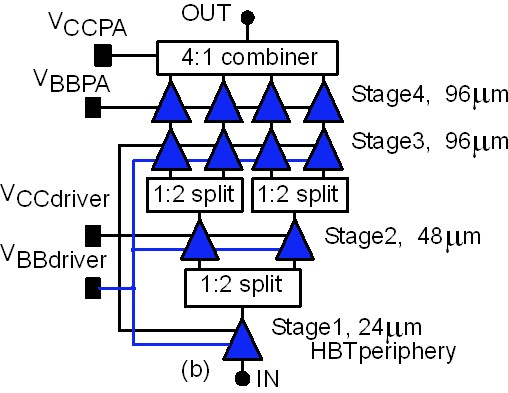 OUT
VCCPA
4:1 combiner
VBBPA
Stage4, 96μm
Stage3, 96μm
1:2 split 1:2 split
VCCdriver
Stage2, 48μm
VBBdriver
1:2 split
Stage1, 24μm
HBTperiphery
(b)
IN